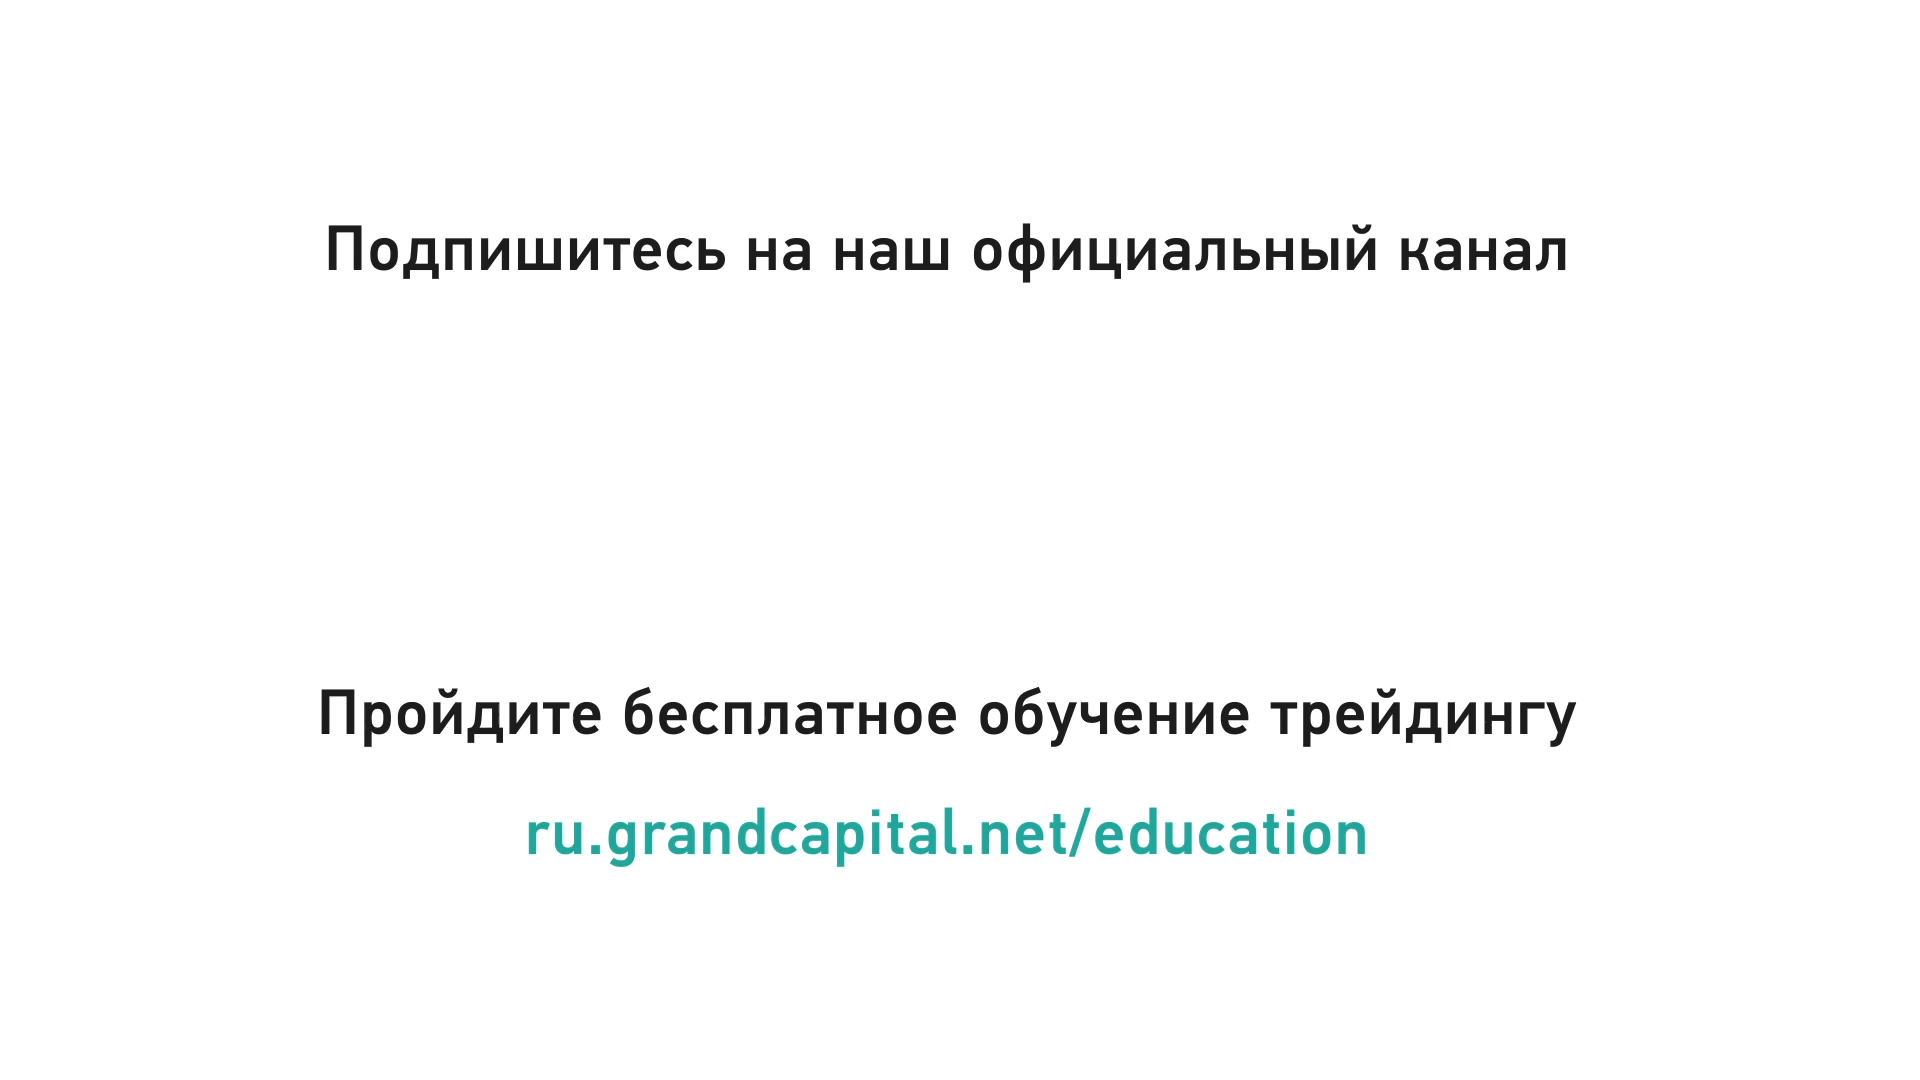 Подпишитесь на наш официальный канал
Пройдите бесплатное обучение трейдингу
ru.grandcapital.net/education